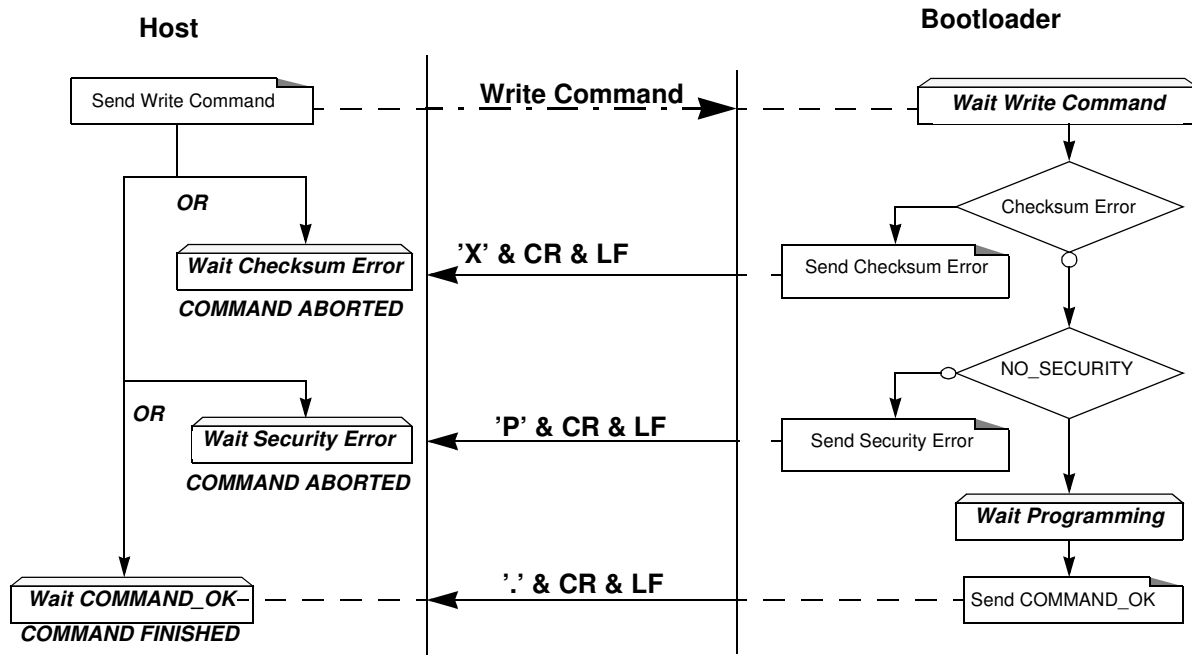 Host
Bootloader
Send Write Command
Write Command
Wait Write Command
OR
Checksum Error
Wait Checksum Error
'X' & CR & LF
Send Checksum Error
COMMAND ABORTED
NO_SECURITY
OR
Wait Security Error
'P' & CR & LF
Send Security Error
COMMAND ABORTED
Wait Programming
Wait COMMAND_OK
'.' & CR & LF
Send COMMAND_OK
COMMAND FINISHED